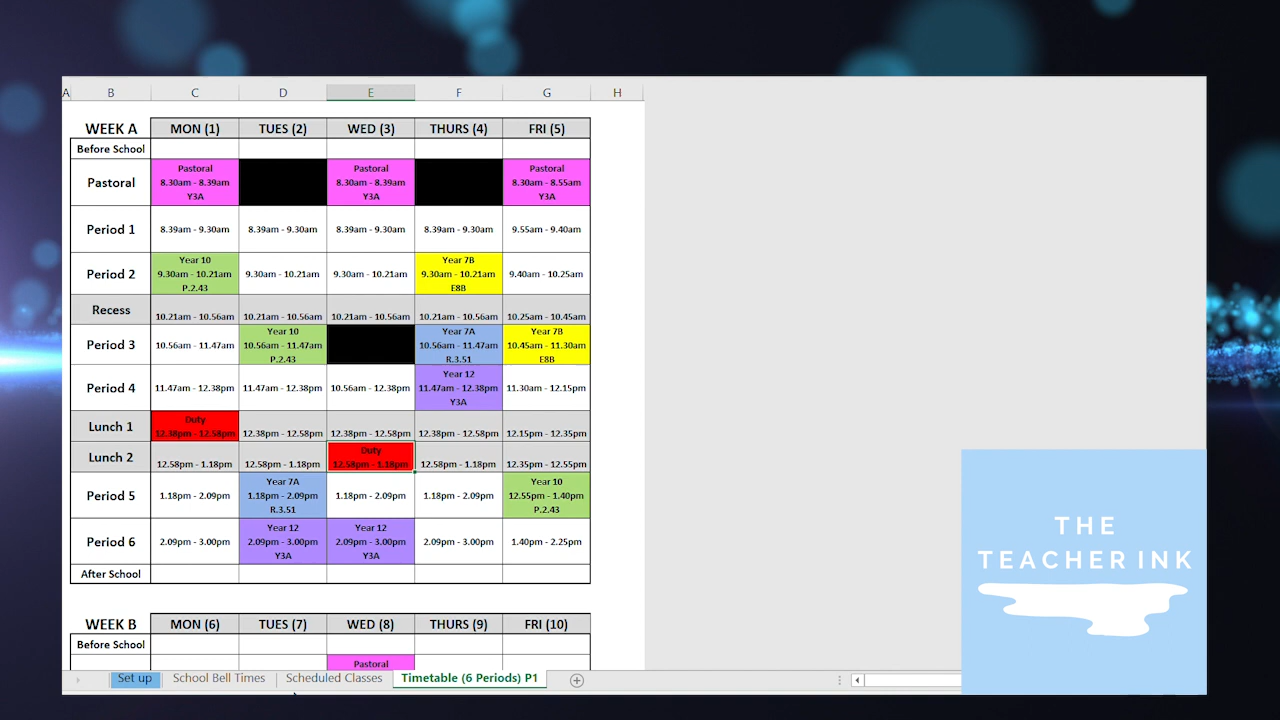 A B C D E F G H
WEEK A MON (1) TUES (2) WED (3) THURS (4) FRI (5)
Before School
Pastoral Pastoral Pastoral
Pastoral 8.30am - 8.39am 8.30am - 8.39am 8.30am - 8.55am
Y3A Y3A Y3A
Period 1 8.39am - 9.30am 8.39am - 9.30am 8.39am - 9.30am 8.39am - 9.30am 9.55am - 9.40am
Year 10 Year 7B
Period 2 9.30am - 10.21am 9.30am - 10.21am 9.30am - 10.21am 9.30am - 10.21am 9.40am - 10.25am
P.2.43 E8B
Recess
10.21am - 10.56am 10.21am - 10.56am 10.21am - 10.56am 10.21am - 10.56am 10.25am - 10.45am
Year 10 Year 7A Year 7B
Period 3 10.56am - 11.47am 10.56am - 11.47am 10.56am - 11.47am 10.45am - 11.30am
P.2.43 R.3.51 E8B
Year 12
Period 4 11.47am - 12.38pm 11.47am - 12.38pm 10.56am - 12.38pm 11.47am - 12.38pm 11.30am - 12.15pm
Y3A
Duty
Lunch 1 12.38pm - 12.58pm 12.38pm - 12.58pm 12.38pm - 12.58pm 12.38pm - 12.58pm 12.15pm - 12.35pm
Duty
Lunch 2 12.58pm - 1.18pm 12.58pm - 1.18pm 12.58pm - 1.18pm 12.58pm - 1.18pm 12.35pm - 12.55pm
Year 7A Year 10
Period 5 1.18pm - 2.09pm 1.18pm - 2.09pm 1.18pm - 2.09pm 1.18pm - 2.09pm 12.55pm - 1.40pm
R.3.51 P.2.43
Year 12 Year 12
Period 6 2.09pm - 3.00pm 2.09pm - 3.00pm 2.09pm - 3.00pm 2.09pm - 3.00pm 1.40pm - 2.25pm
Y3A Y3A
After School
WEEK B MON (6) TUES (7) WED (8) THURS (9) FRI (10)
Before School
Pastoral
Set up School Bell Times Scheduled Classes Timetable (6 Periods) P1
THE
TEACHER INK